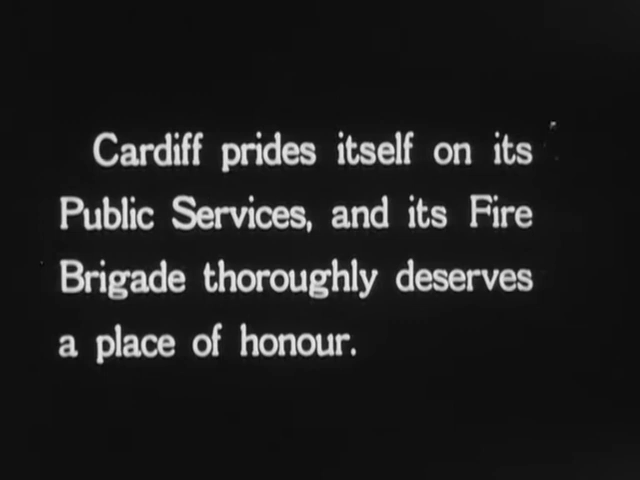 Cardiff prides itself on its
Public Services, and its Fire
Brigade thoroughly deserves
a place of honour.